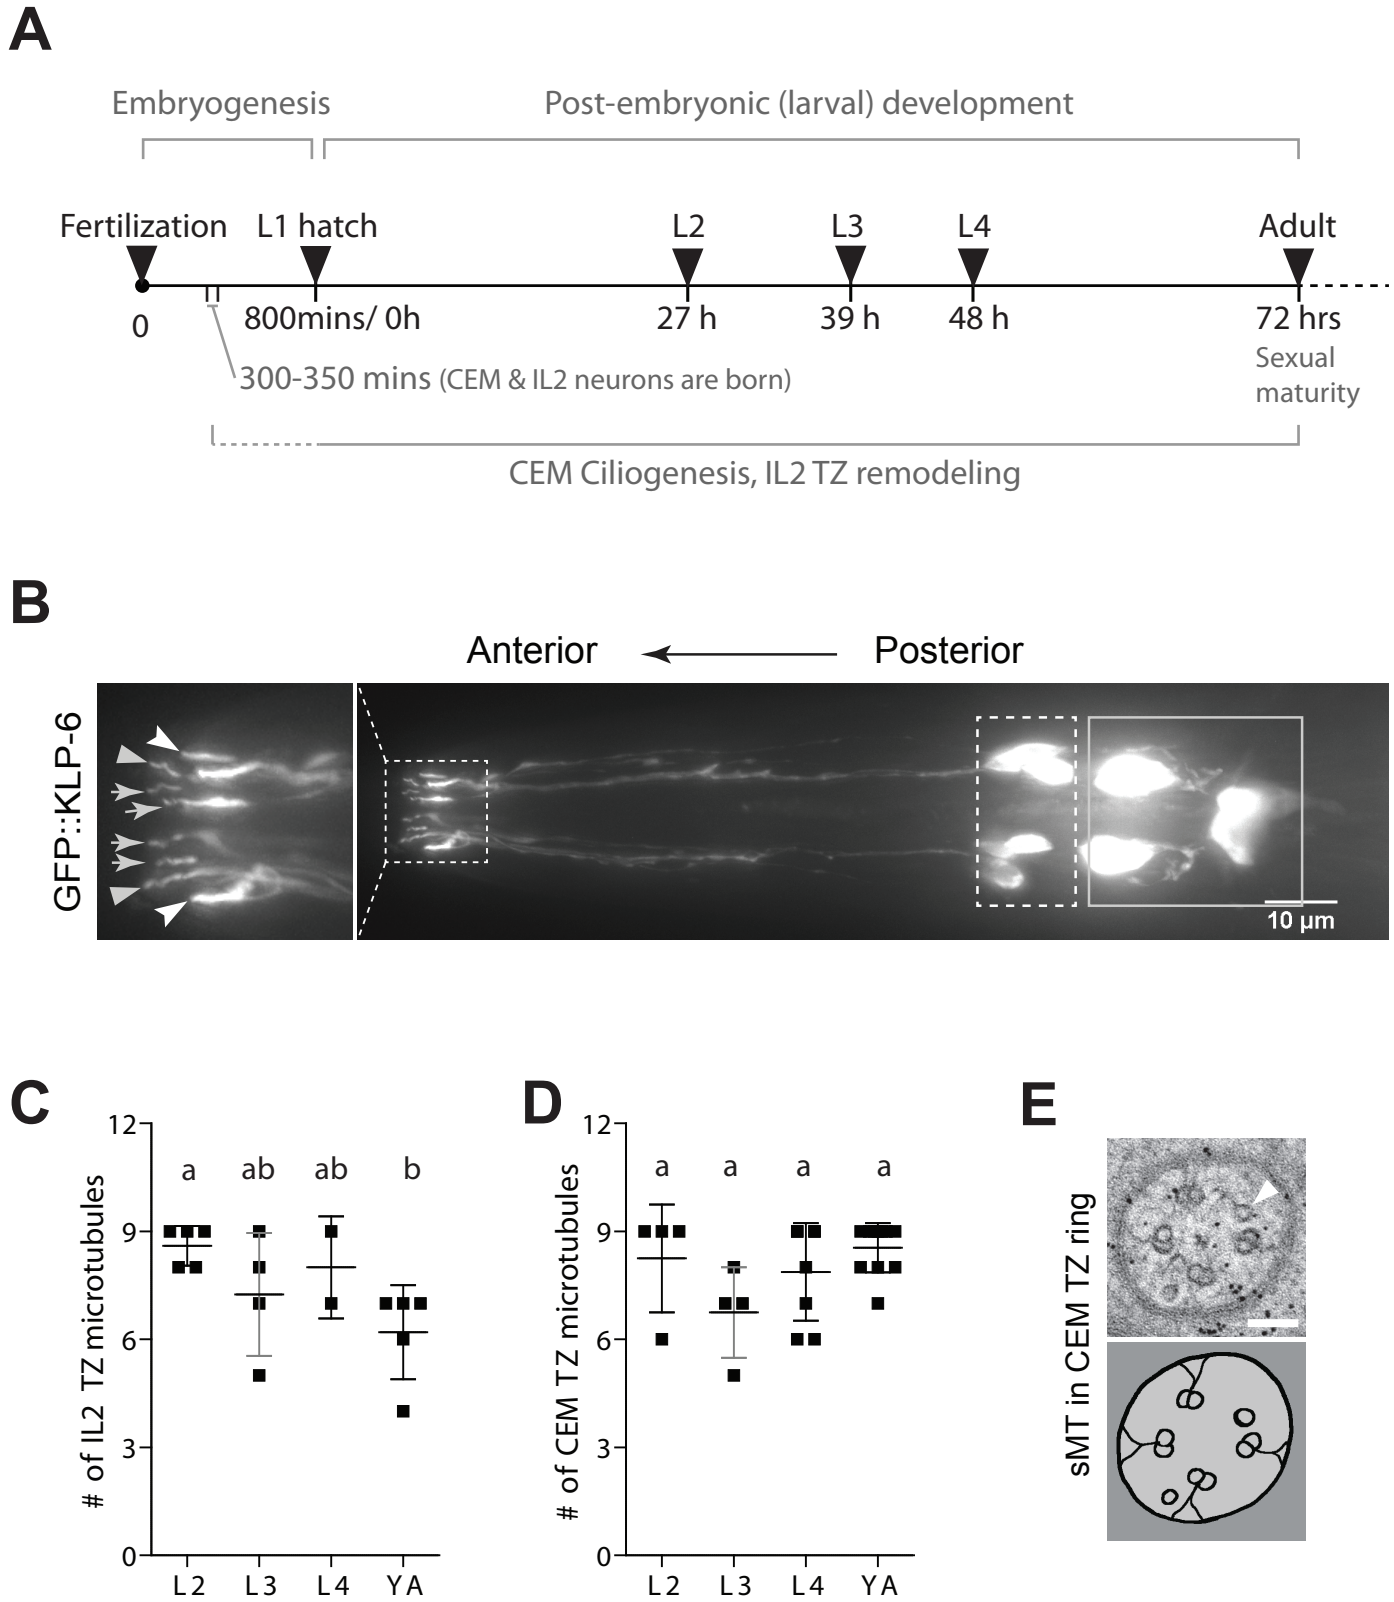 A
Embryogenesis Post-embryonic (larval) development
Fertilization L1 hatch L2 L3 L4 Adult
0 800mins/ 0h 27 h 39 h 48 h 72 hrs
Sexual
maturity
300-350 mins (CEM & IL2 neurons are born)
CEM Ciliogenesis, IL2 TZ remodeling
B
Anterior Posterior
GFP::KLP-6
10 µm
C
# of IL2 TZ microtubules
12
9
6
3
0
a ab ab b
L2 L3 L4 YA
D
# of CEM TZ microtubules
12
9
6
3
0
a a a a
L2 L3 L4 YA
E
sMT in CEM TZ ring